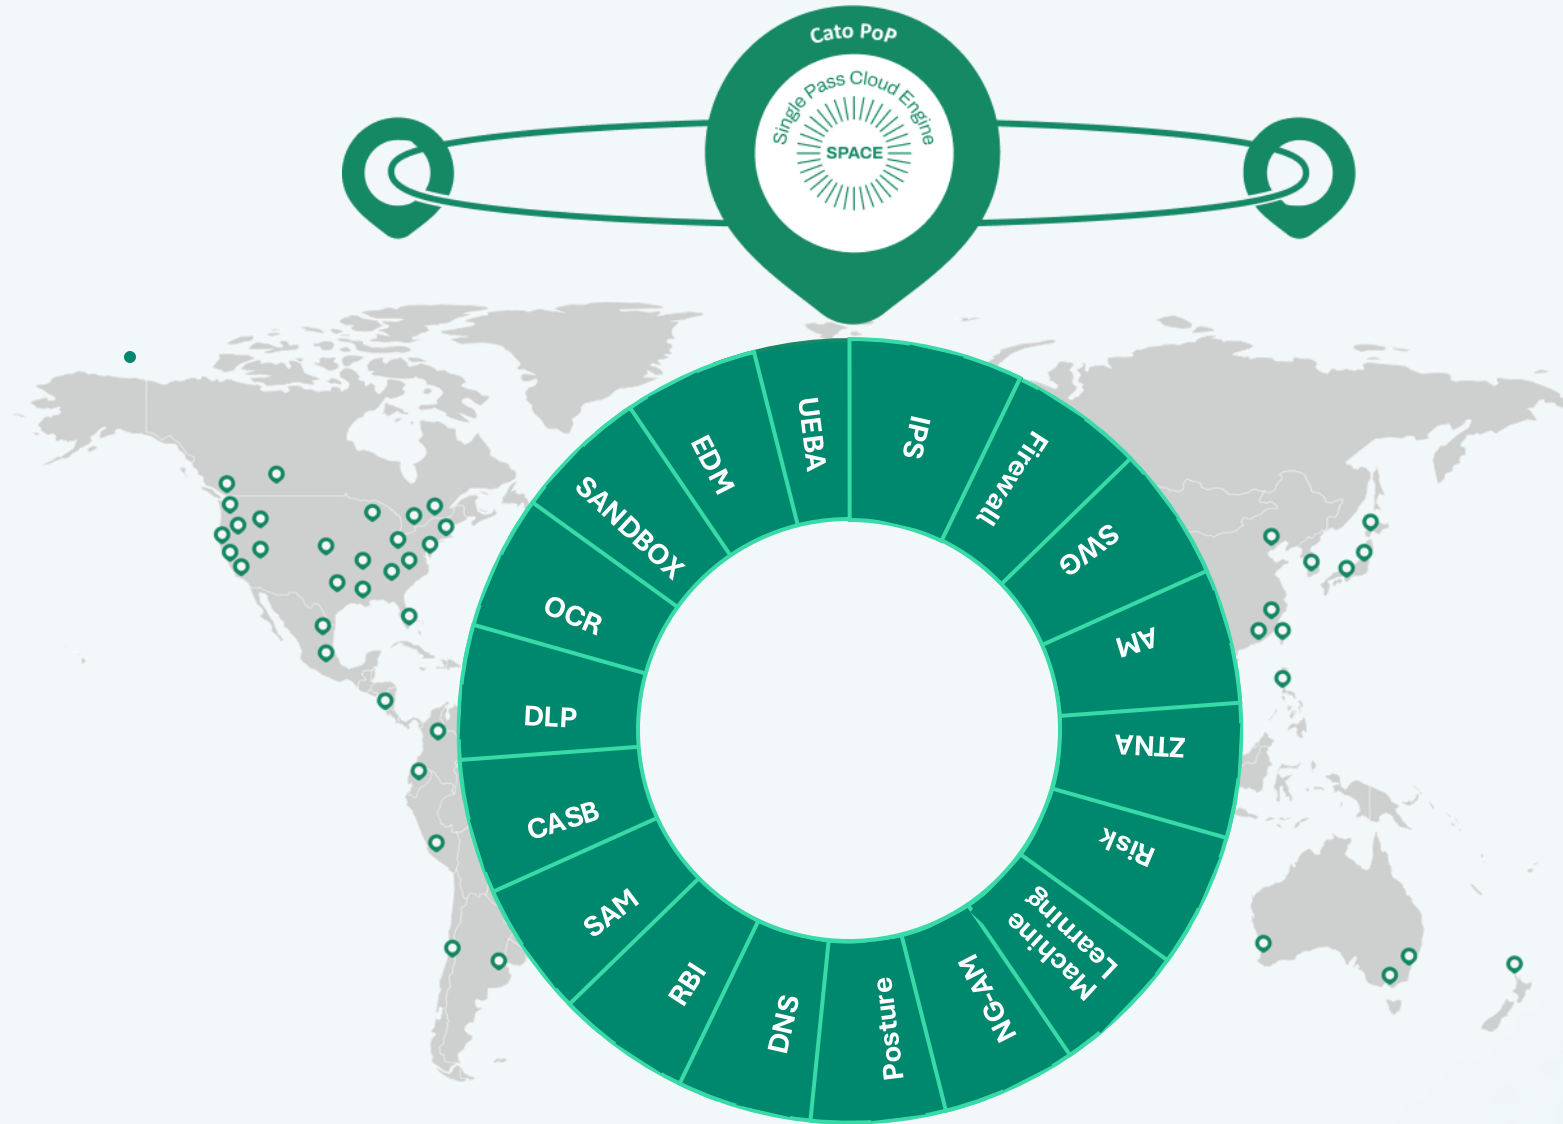 Cato PoP
Single Pass Cloud Engine
SPACE
IPS
Firewall
SWG
AM
ZTNA
Risk
Machine
Learning
NG-AM
Posture
DNS
RBI
SAM
CASB
DLP
OCR
SANDBOX
EDM
UEBA